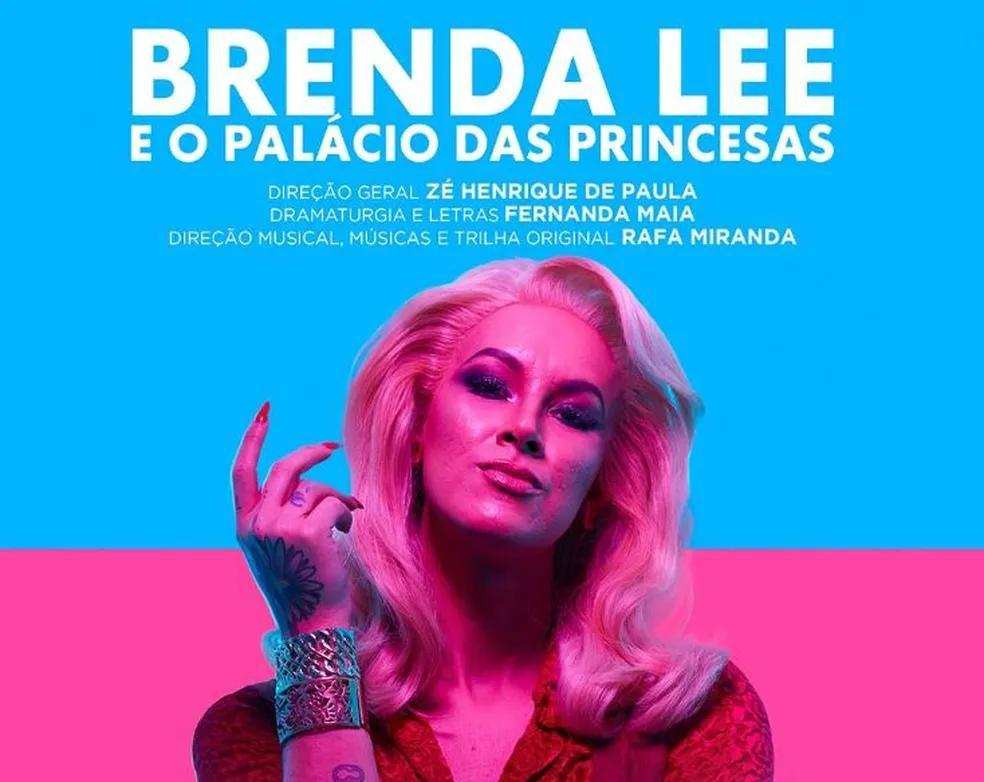 BRENDA LEE
E O PALÁCIO DAS PRINCESAS
DIREÇÃO GERAL ZÉ HENRIQUE DE PAULA
DRAMATURGIA E LETRAS FERNANDA MAIA
DIREÇÃO MUSICAL, MÚSICAS E TRILHA ORIGINAL RAFA MIRANDA